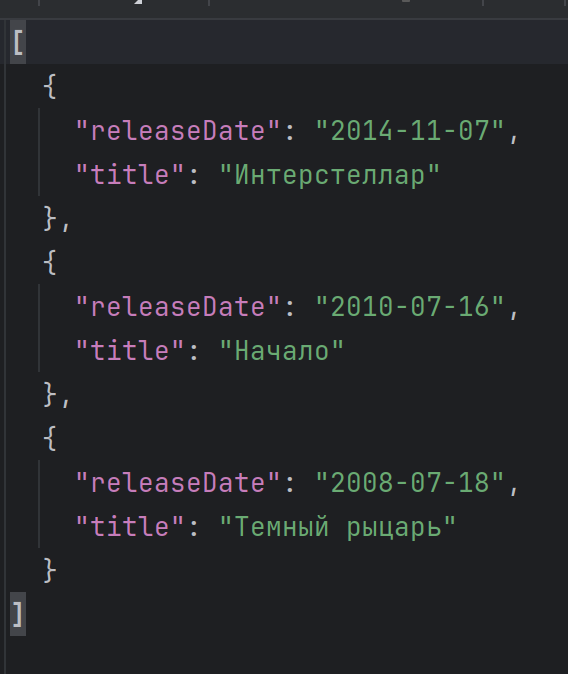 [
  {
    "releaseDate": "2014-11-07",
    "title": "Интерстеллар"
  },
  {
    "releaseDate": "2010-07-16",
    "title": "Начало"
  },
  {
    "releaseDate": "2008-07-18",
    "title": "Темный рыцарь"
  }
]